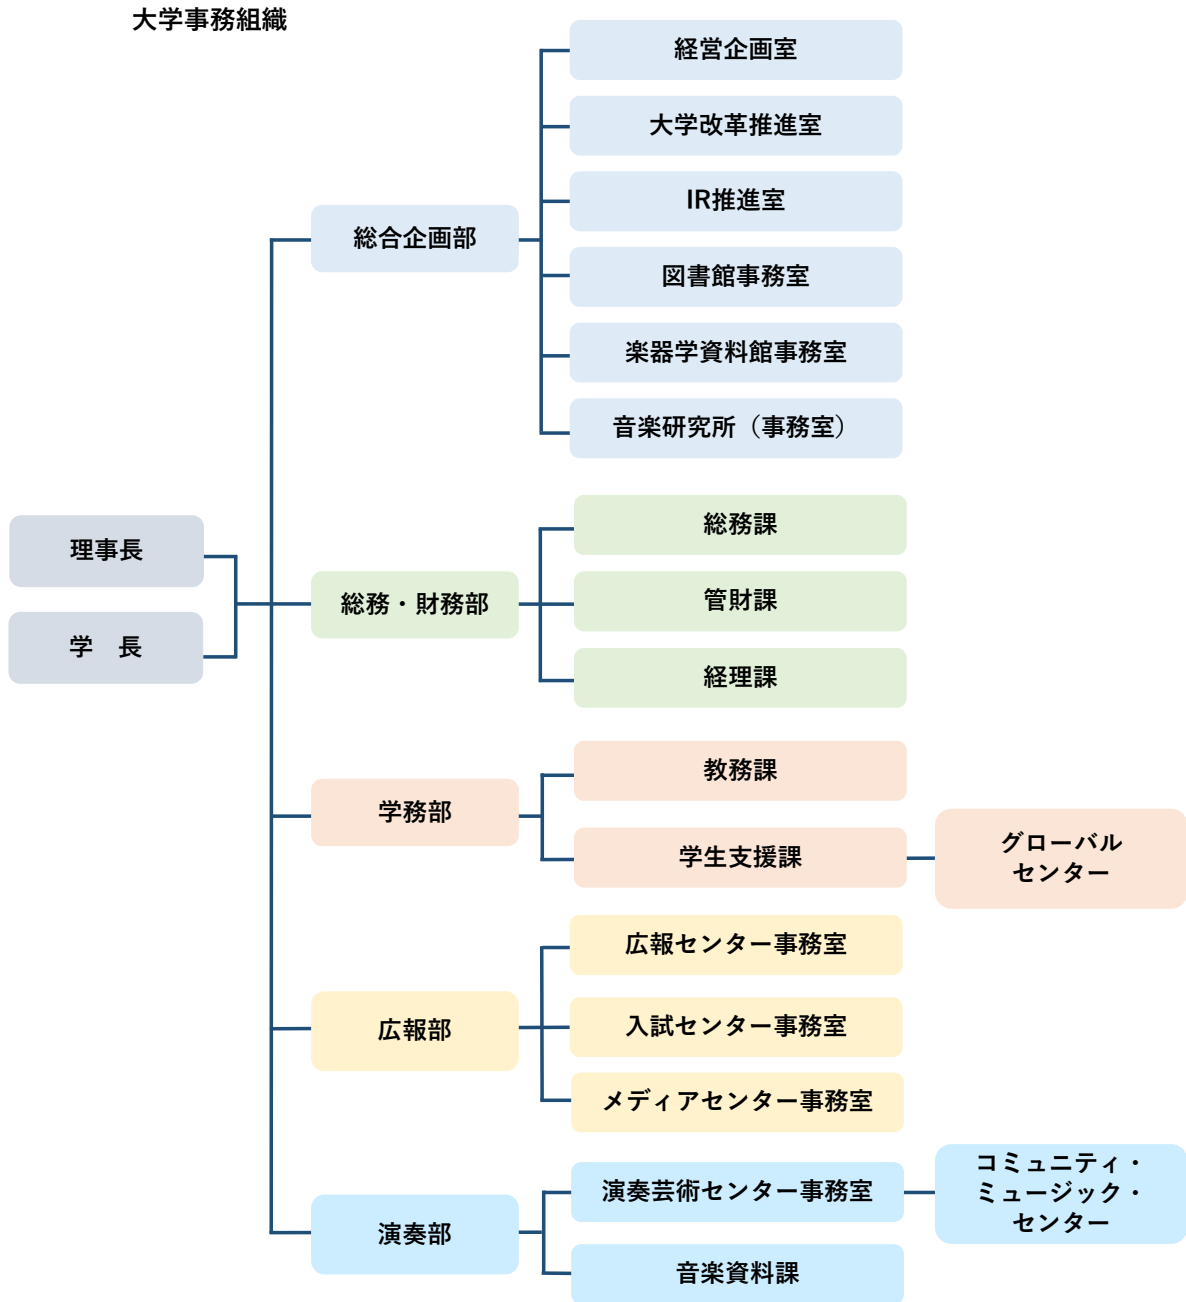 大学事務組織
理事長
学　長
総合企画部
経営企画室
大学改革推進室
IR推進室
図書館事務室
楽器学資料館事務室
音楽研究所（事務室）
総務・財務部
総務課
管財課
経理課
学務部
教務課
学生支援課
グローバル
センター
広報部
広報センター事務室
入試センター事務室
メディアセンター事務室
演奏部
演奏芸術センター事務室
コミュニティ・
ミュージック・
センター
音楽資料課